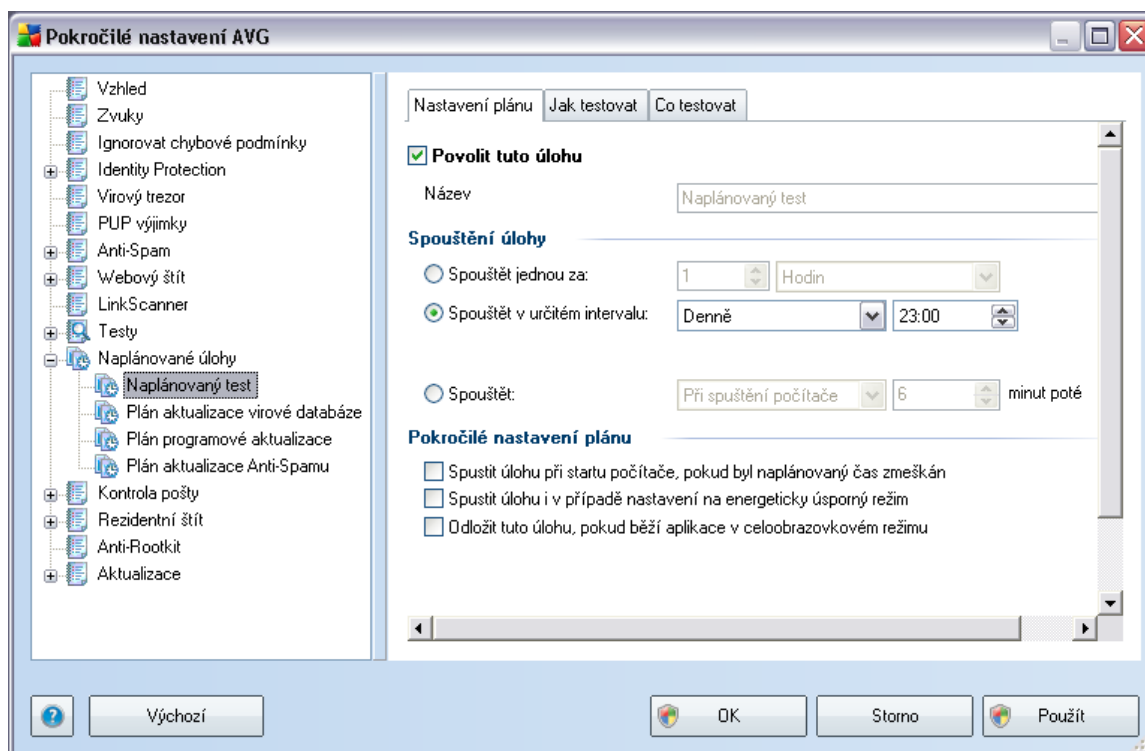 Pokročilé nastavení AVG
Vzhled
Zvuky
Ignorovat chybové podmínky
Identity Protection
Virový trezor
PUP výjimky
Anti-Spam
Webový štít
LinkScanner
Testy
Naplánované úlohy
Naplánovaný test
Plán aktualizace virové databáze
Plán programové aktualizace
Plán aktualizace Anti-Spamu
Kontrola pošty
Rezidentní štít
Anti-Rootkit
Aktualizace
Nastavení plánu Jak testovat Co testovat
Povolit tuto úlohu
Název Naplánovaný test
Spouštění úlohy
Spouštět jednou za: 1 Hodin
Spouštět v určitém intervalu: Denně 23:00
Spouštět: Při spuštění počítače 6 minut poté
Pokročilé nastavení plánu
Spustit úlohu při startu počítače, pokud byl naplánovaný čas zmeškán
Spustit úlohu i v případě nastavení na energeticky úsporný režim
Odložit tuto úlohu, pokud běží aplikace v celoobrazovkovém režimu
Výchozí OK Storno Použít